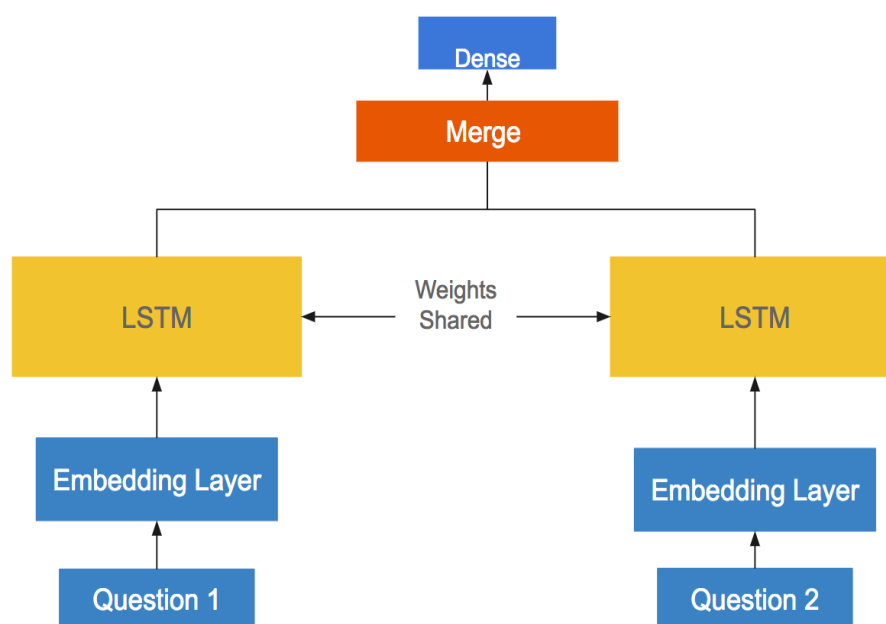 Dense
Merge
LSTM
Weights
Shared
LSTM
Embedding Layer
Embedding Layer
Question 1
Question 2